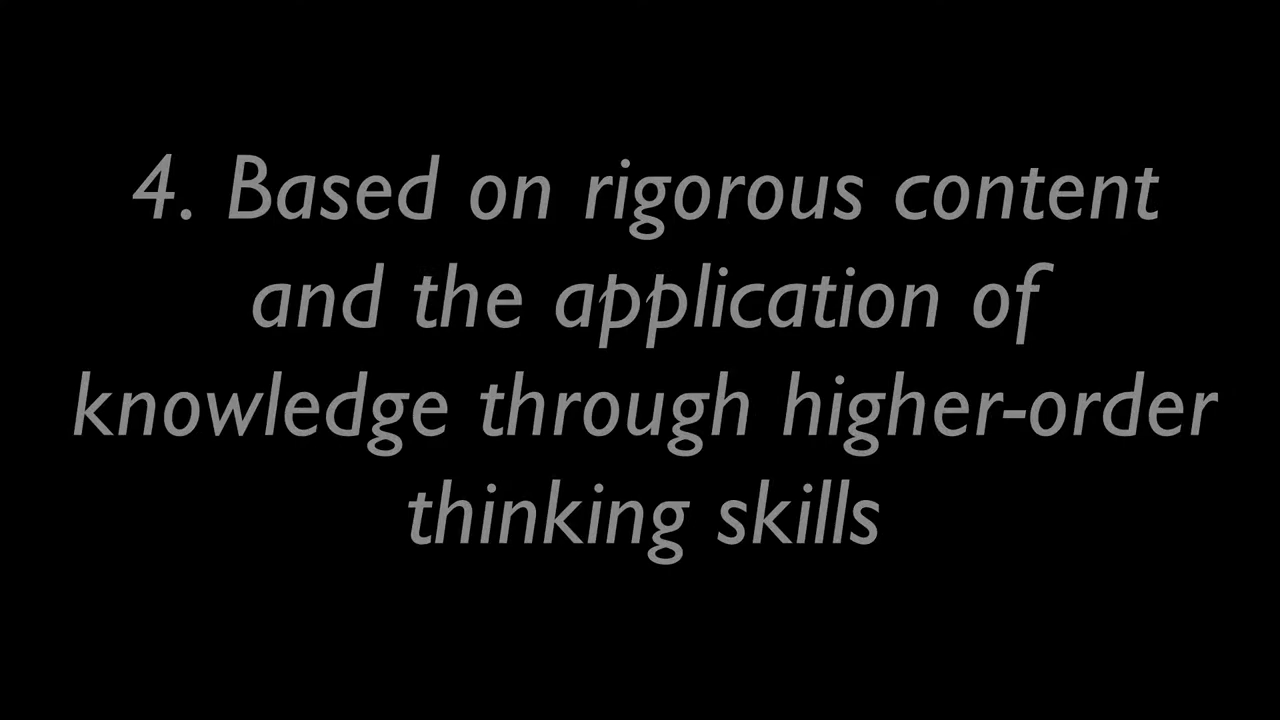 4. Based on rigorous content
and the application of
knowledge through higher-order
thinking skills